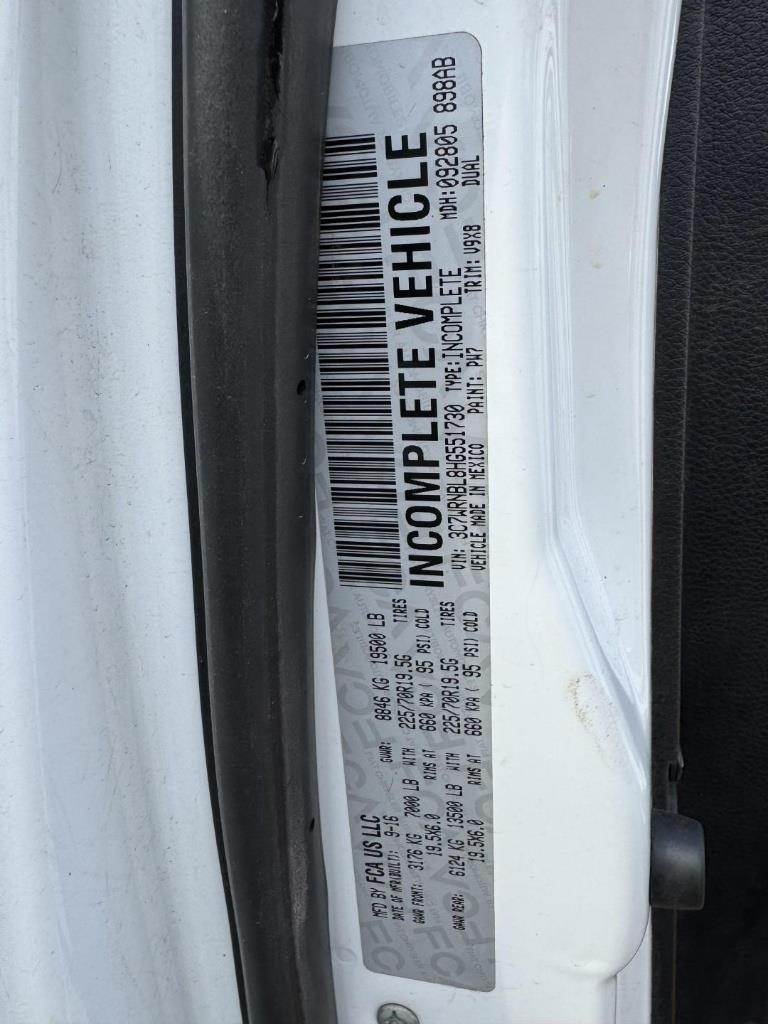 MFD BY FCA US LLC
DATE OF MFR(BUILT): 9-16 GVWR: 8846 KG 19500 LB
GAWR FRONT: 3176 KG 7000 LB WITH 225/70R19.5G TIRES
19.5X6.0 RIMS AT 660 KPA ( 95 PSI) COLD
GAWR REAR: 6124 KG 13500 LB WITH 225/70R19.5G TIRES
19.5X6.0 RIMS AT 660 KPA ( 95 PSI) COLD
INCOMPLETE VEHICLE
VIN: 3C7WRNBL8HG551730 TYPE:INCOMPLETE MDH:092805 898AB
VEHICLE MADE IN MEXICO PAINT: PW7 TRIM: V9X8 DUAL